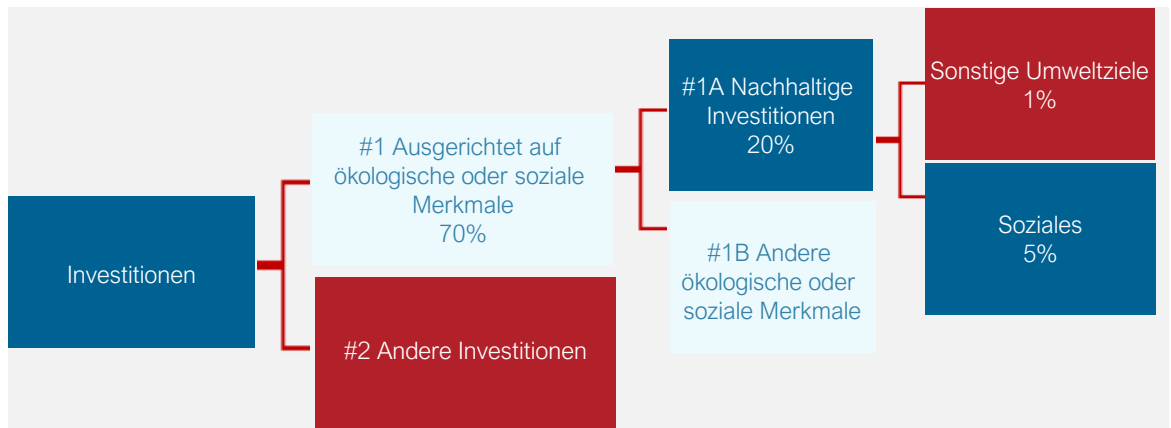 Investitionen
#1 Ausgerichtet auf
ökologische oder soziale
Merkmale
70%
#2 Andere Investitionen
#1A Nachhaltige
Investitionen
20%
#1B Andere
ökologische oder
soziale Merkmale
Sonstige Umweltziele
1%
Soziales
5%